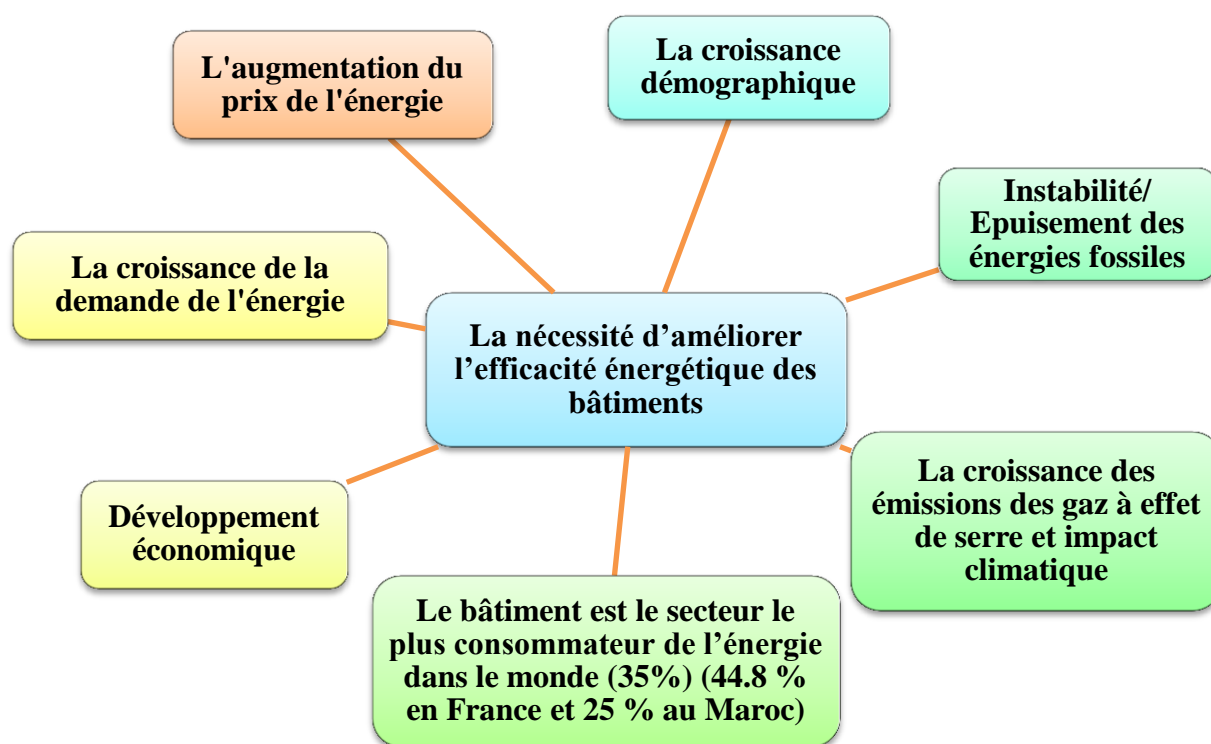 L'augmentation du
prix de l'énergie
La croissance
démographique
Instabilité/
Epuisement des
énergies fossiles
La croissance de la
demande de l'énergie
La nécessité d’améliorer
l’efficacité énergétique des
bâtiments
Développement
économique
La croissance des
émissions des gaz à effet
de serre et impact
climatique
Le bâtiment est le secteur le
plus consommateur de l’énergie
dans le monde (35%) (44.8 %
en France et 25 % au Maroc)